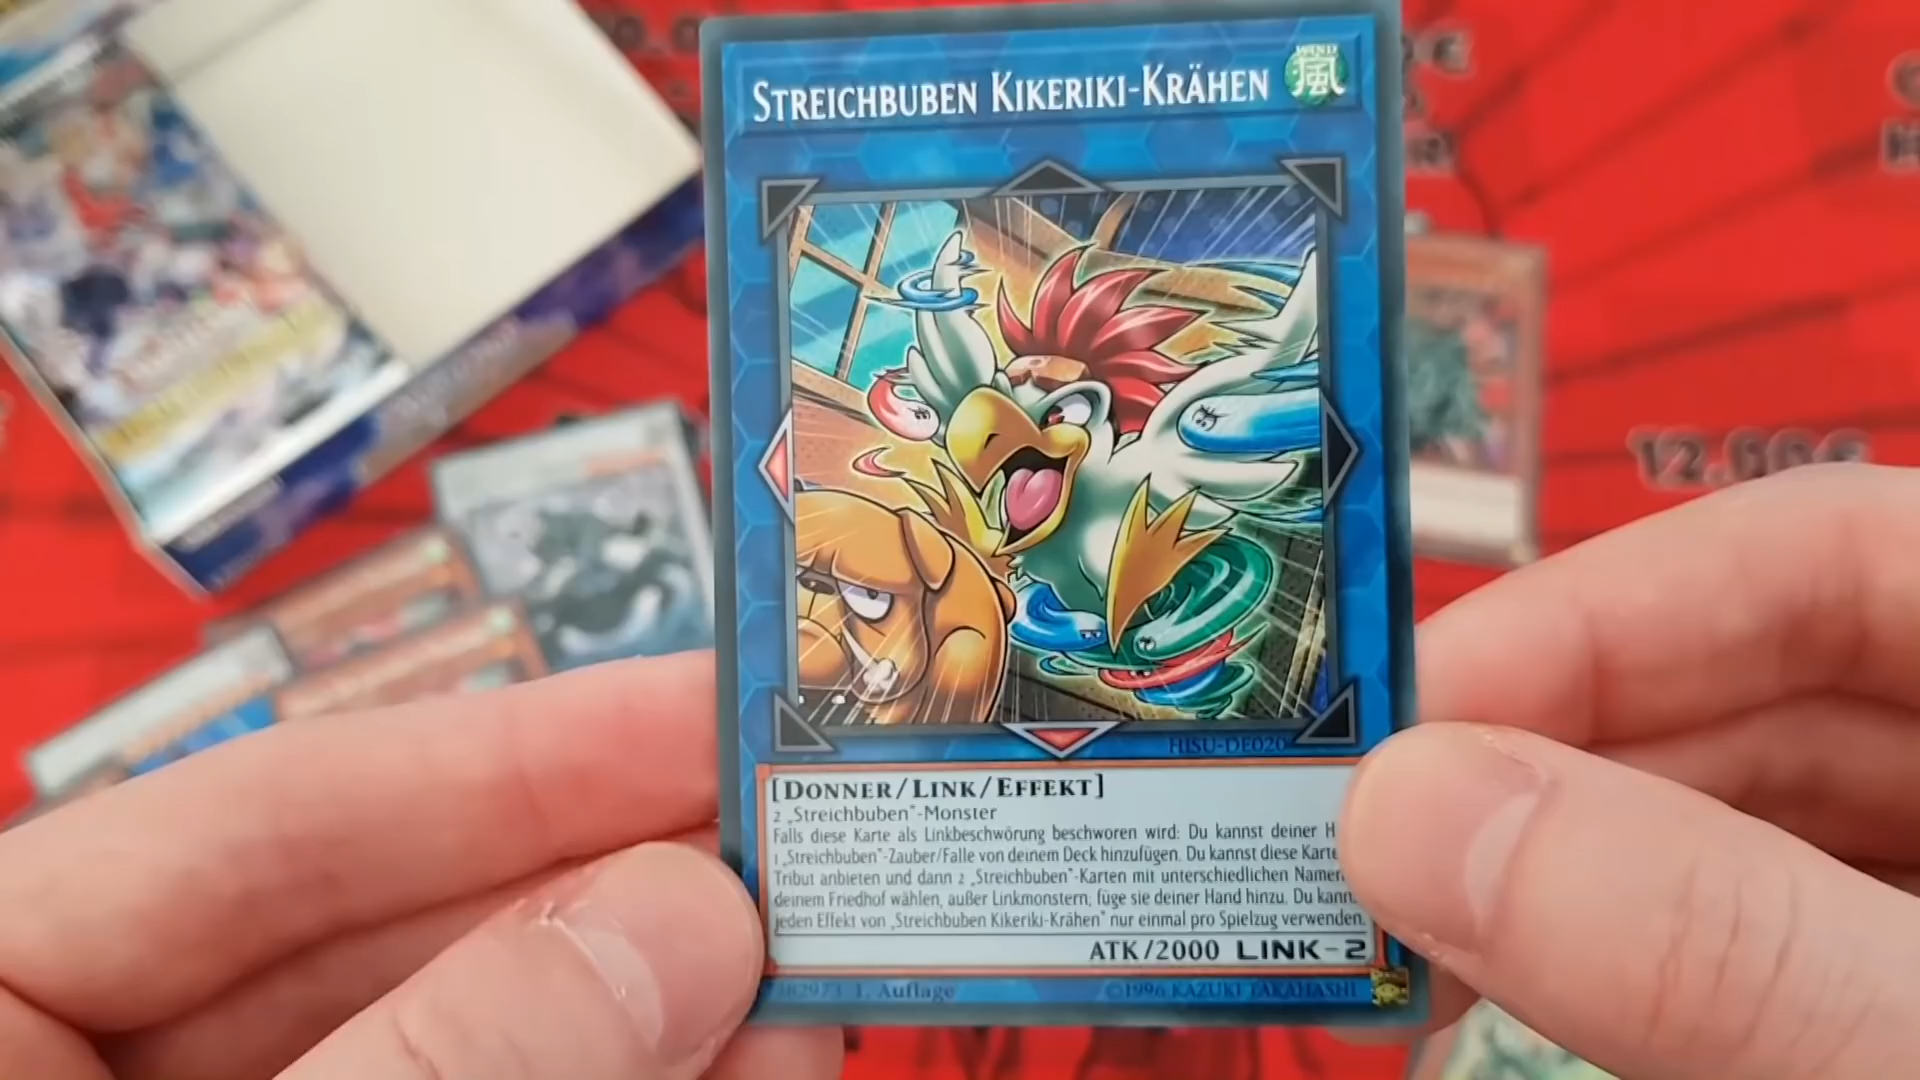 STREICHBUBEN KIKERIKI-KRÄHEN
WIND
風
HISU-DE020
[DONNER/LINK/EFFEKT]
2 „Streichbuben"-Monster
Falls diese Karte als Linkbeschwörung beschworen wird: Du kannst deiner H
1 „Streichbuben"-Zauber/Falle von deinem Deck hinzufügen. Du kannst diese Karte
Tribut anbieten und dann 2 „Streichbuben"-Karten mit unterschiedlichen Namen
deinem Friedhof wählen, außer Linkmonstern; füge sie deiner Hand hinzu. Du kann
jeden Effekt von „Streichbuben Kikeriki-Krähen" nur einmal pro Spielzug verwenden.
ATK/2000 LINK-2
1. Auflage
©1996 KAZUKI TAKAHASHI
12.00€